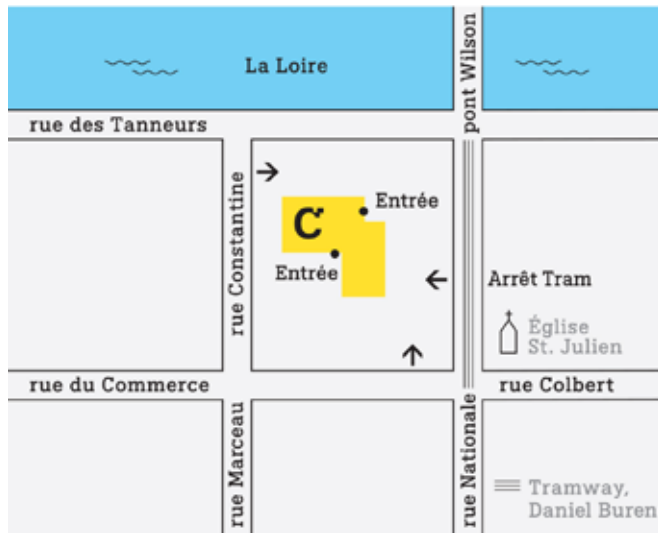 La Loire
pont Wilson
rue des Tanneurs
rue Constantine
Entrée
C
Entrée
Arrêt Tram
Église
St. Julien
rue du Commerce
rue Colbert
rue Marceau
rue Nationale
Tramway,
Daniel Buren